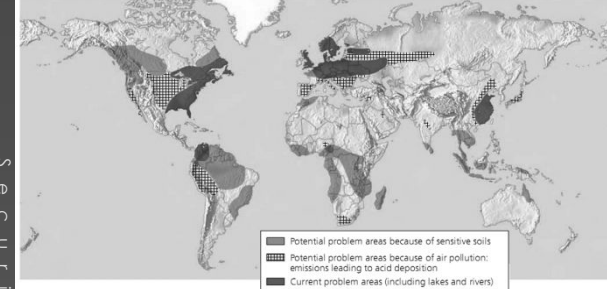 S e c u r i
Potential problem areas because of sensitive soils
Potential problem areas because of air pollution:
emissions leading to acid deposition
Current problem areas (including lakes and rivers)